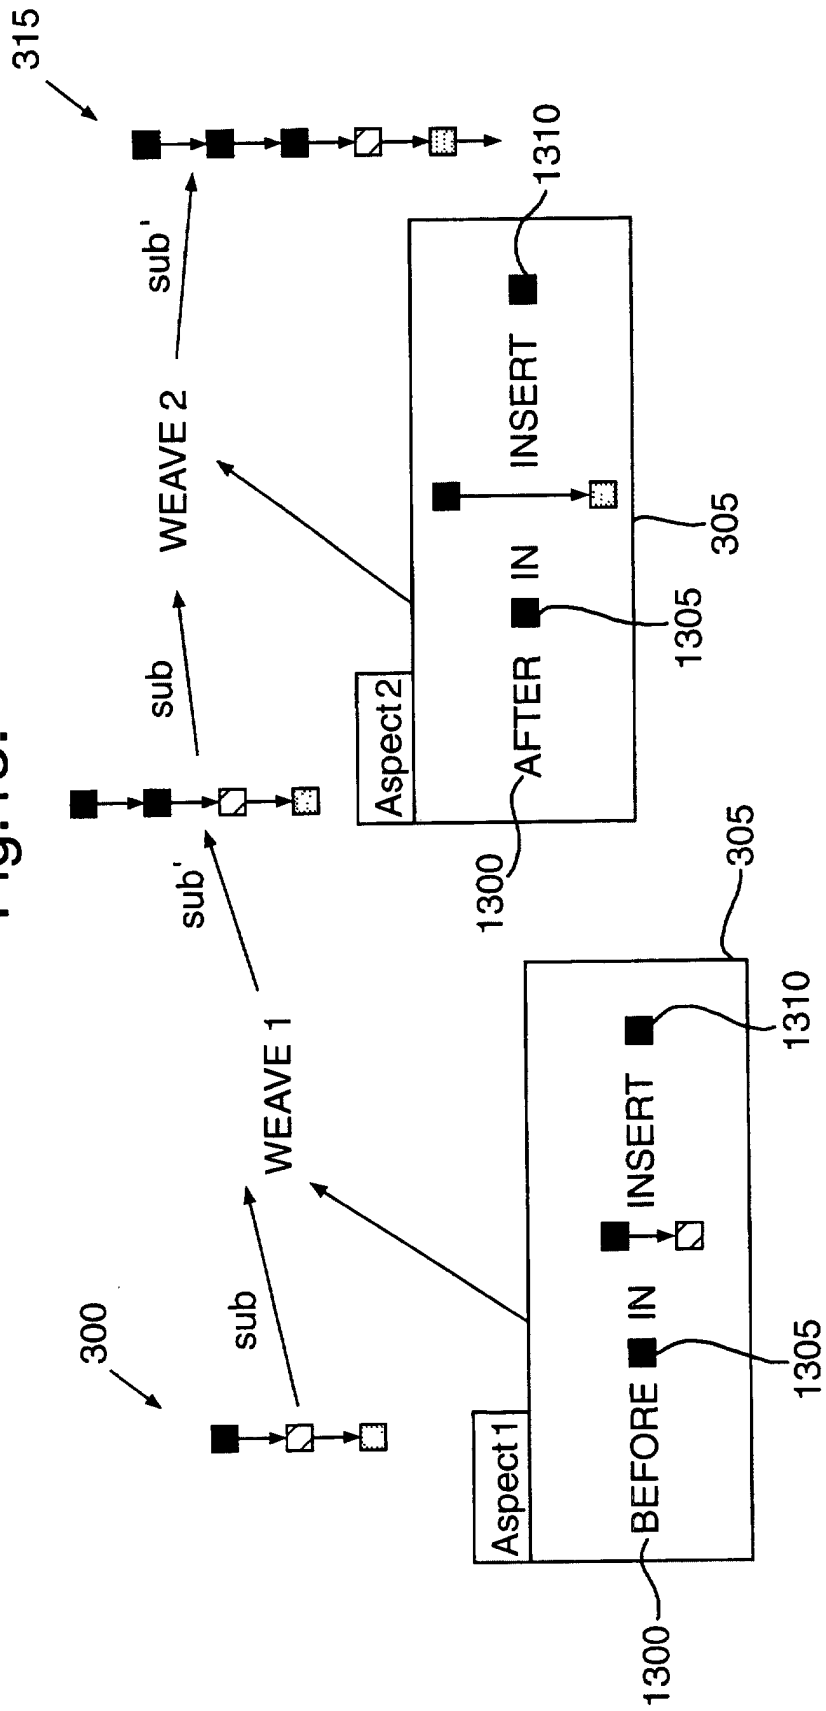 300
sub
WEAVE 1
sub'
sub
WEAVE 2
sub'
315
Aspect 1
1300
BEFORE IN INSERT
1305
1310
305
Aspect 2
1300
AFTER IN INSERT
1305
305
1310